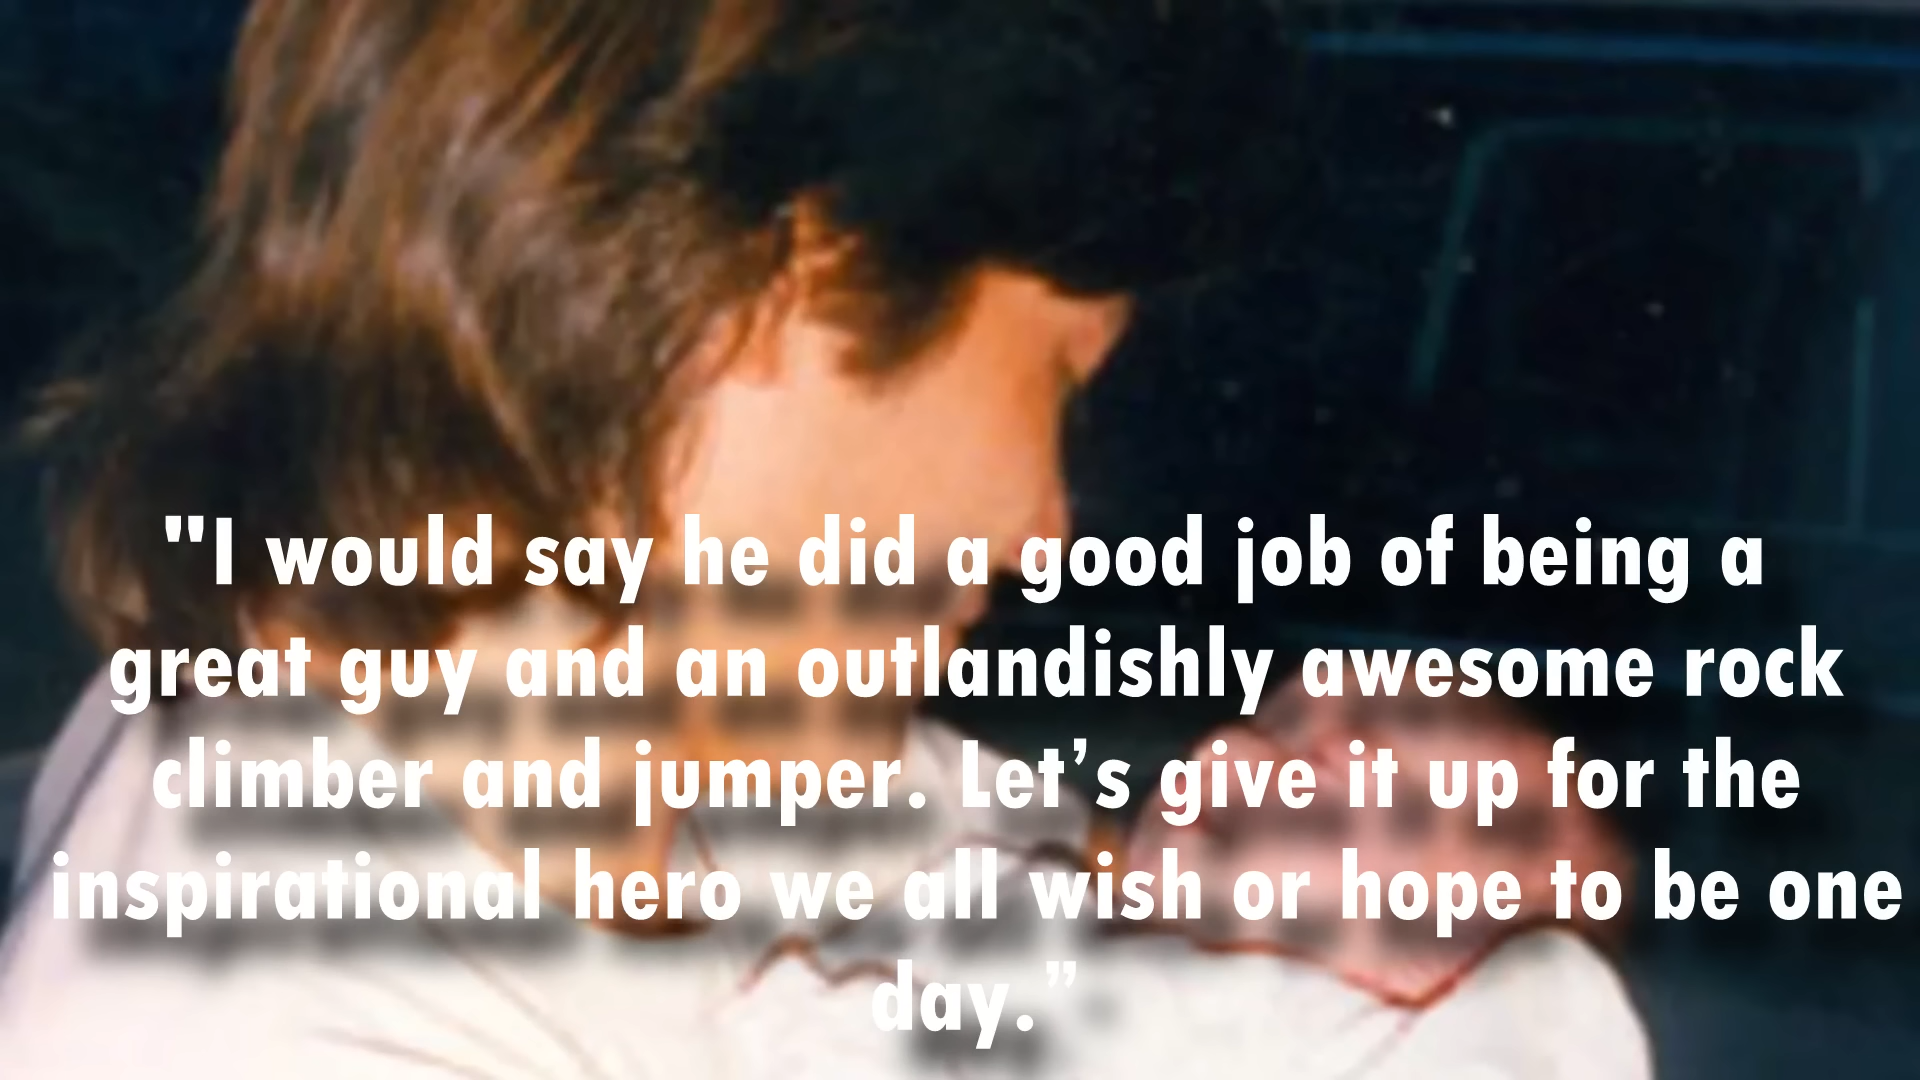 "I would say he did a good job of being a
great guy and an outlandishly awesome rock
climber and jumper. Let’s give it up for the
inspirational hero we all wish or hope to be one
day.”